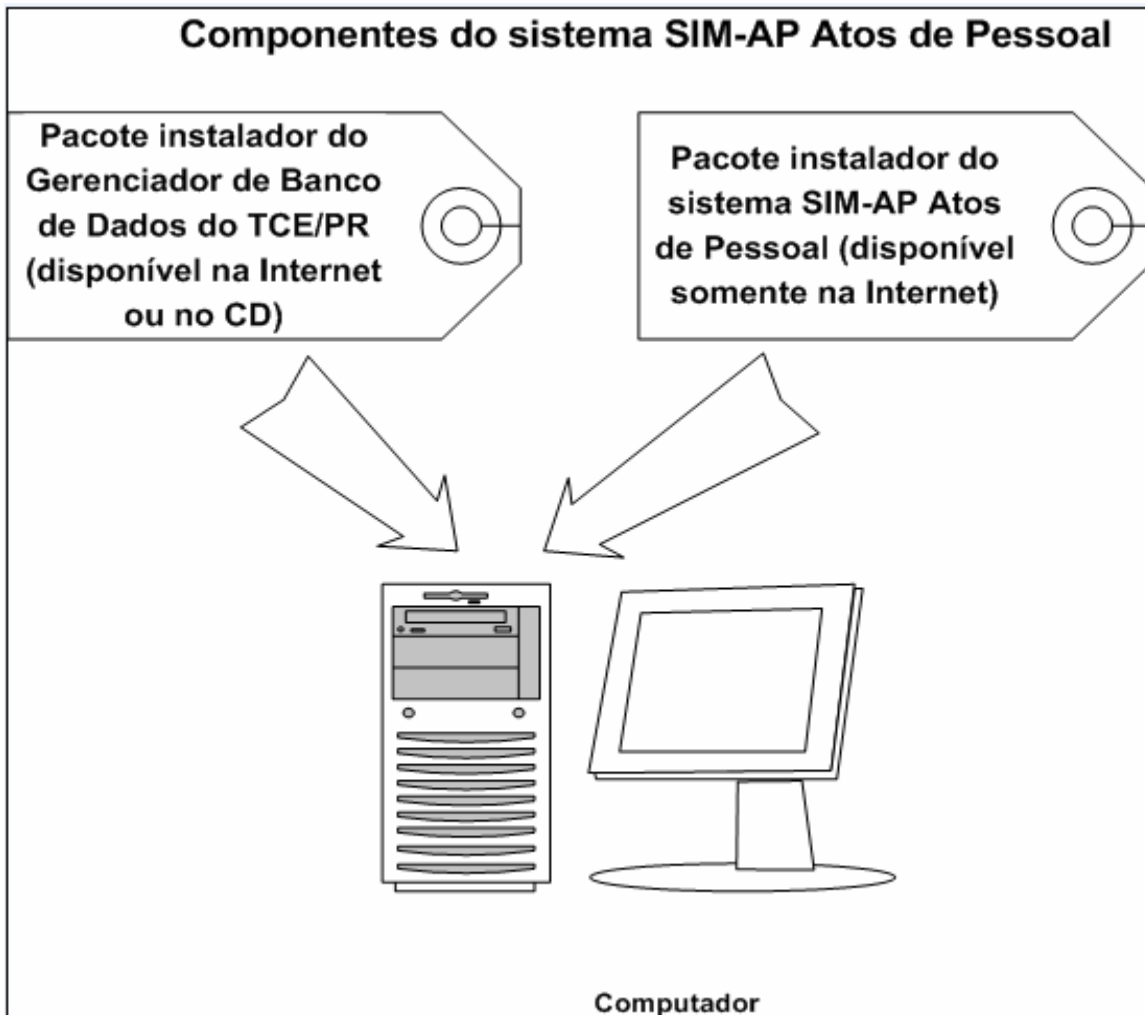 Componentes do sistema SIM-AP Atos de Pessoal
Pacote instalador do
Gerenciador de Banco
de Dados do TCE/PR
(disponível na Internet
ou no CD)
Pacote instalador do
sistema SIM-AP Atos
de Pessoal (disponível
somente na Internet)
Computador